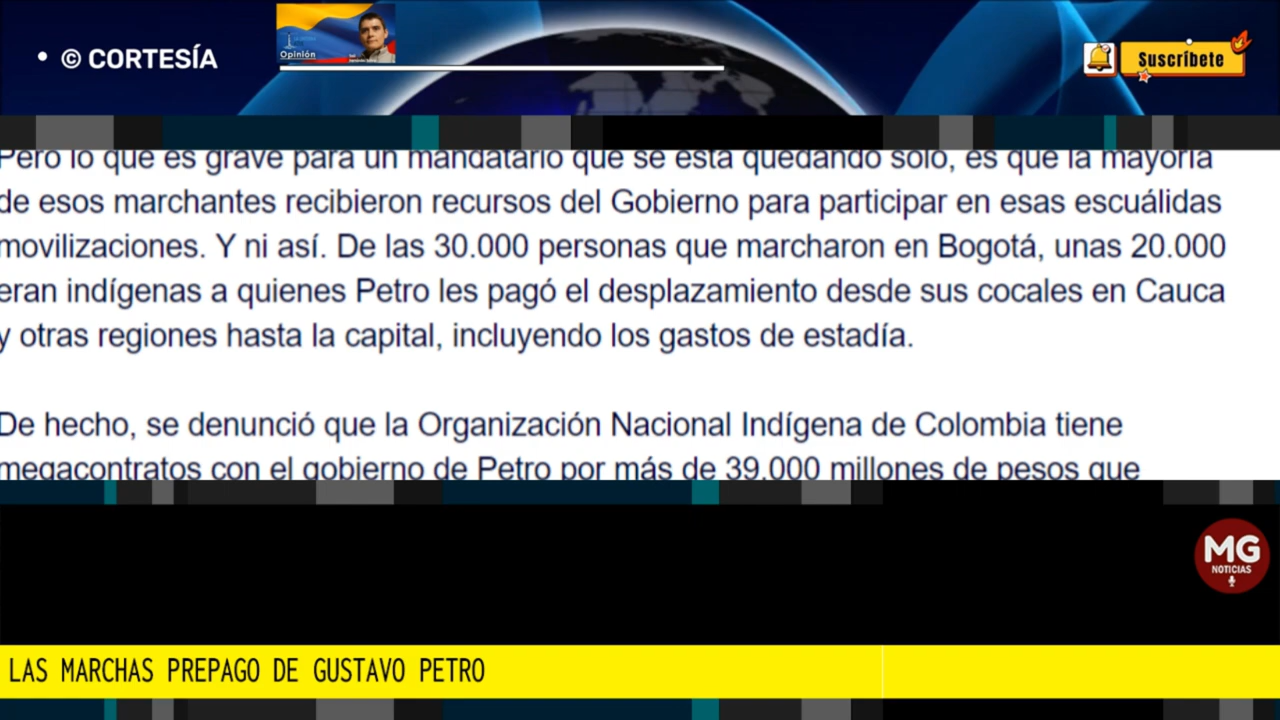 • © CORTESÍA
Opinión
Suscríbete
Pero lo que es grave para un mandatario que se está quedando solo, es que la mayoría
de esos marchantes recibieron recursos del Gobierno para participar en esas escuálidas
movilizaciones. Y ni así. De las 30.000 personas que marcharon en Bogotá, unas 20.000
eran indígenas a quienes Petro les pagó el desplazamiento desde sus cocales en Cauca
y otras regiones hasta la capital, incluyendo los gastos de estadía.
De hecho, se denunció que la Organización Nacional Indígena de Colombia tiene
megacontratos con el gobierno de Petro por más de 39.000 millones de pesos que
MG
NOTICIAS
LAS MARCHAS PREPAGO DE GUSTAVO PETRO